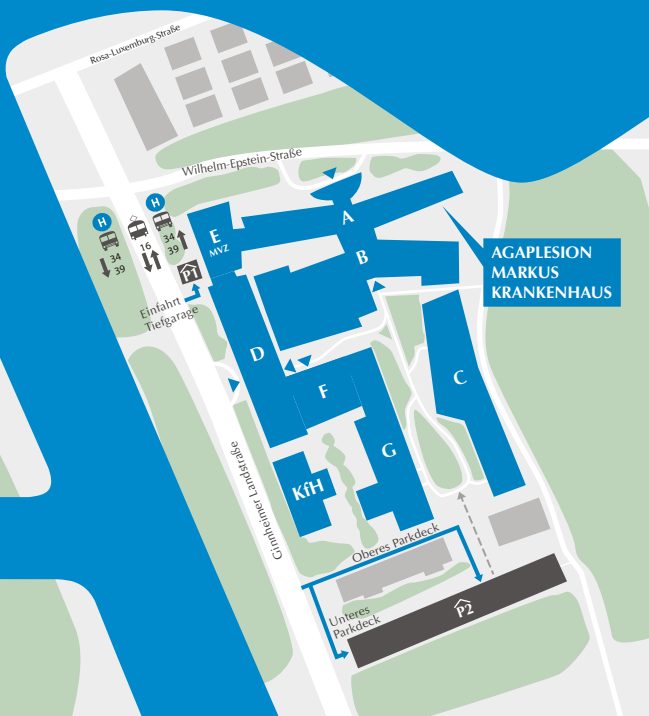 Rosa-Luxemburg-Straße
Wilhelm-Epstein-Straße
H
H
34
39
16
34
39
P1
Einfahrt
Tiefgarage
E
MVZ
A
B
AGAPLESION
MARKUS
KRANKENHAUS
D
F
C
G
KfH
Ginnheimer Landstraße
Oberes Parkdeck
Unteres
Parkdeck
P2